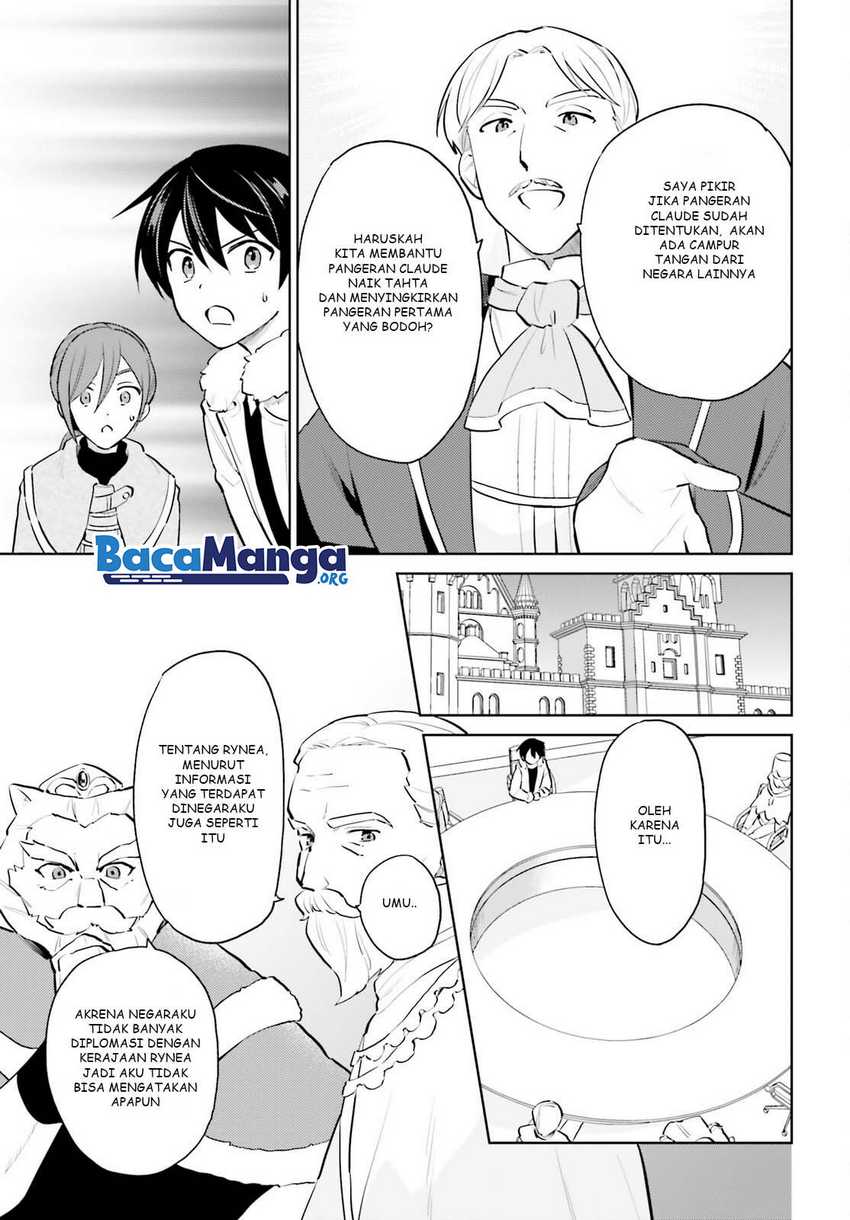 SAYA PIKIR
JIKA PANGERAN
CLAUDE SUDAH
DITENTUKAN, AKAN
ADA CAMPUR
TANGAN DARI
NEGARA LAINNYA
HARUSKAH
KITA MEMBANTU
PANGERAN CLAUDE
NAIK TAHTA
DAN MENYINGKIRKAN
PANGERAN PERTAMA
YANG BODOH?
BACAMANGA
.ORG
OLEH
KARENA
ITU...
TENTANG RYNEA,
MENURUT
INFORMASI
YANG TERDAPAT
DINEGARAKU
JUGA SEPERTI
ITU
UMU..
AKRENA NEGARAKU
TIDAK BANYAK
DIPLOMASI DENGAN
KERAJAAN RYNEA
JADI AKU TIDAK
BISA MENGATAKAN
APAPUN